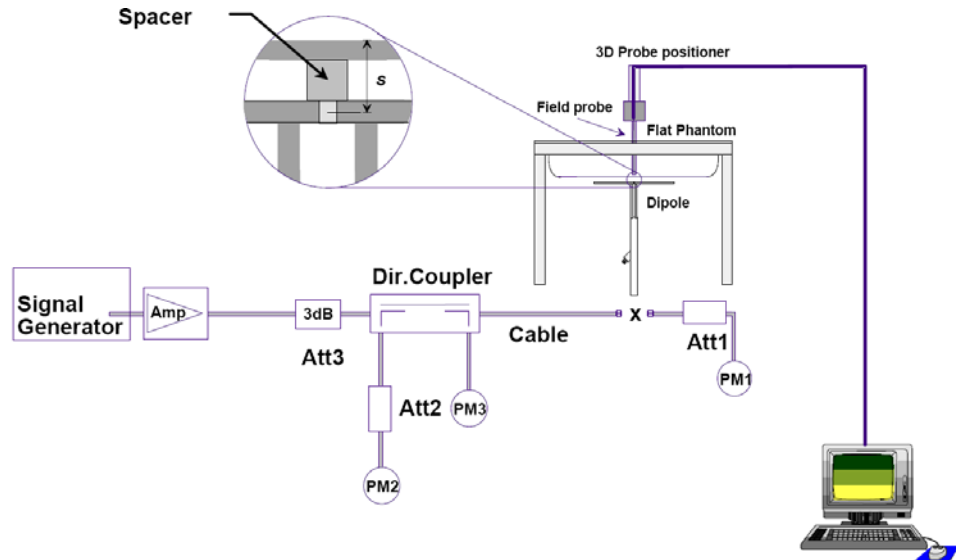 Spacer
s
3D Probe positioner
Field probe
Flat Phantom
Dipole
Signal
Generator
Amp
3dB
Att3
Dir.Coupler
Cable
X
Att1
PM1
Att2
PM3
PM2